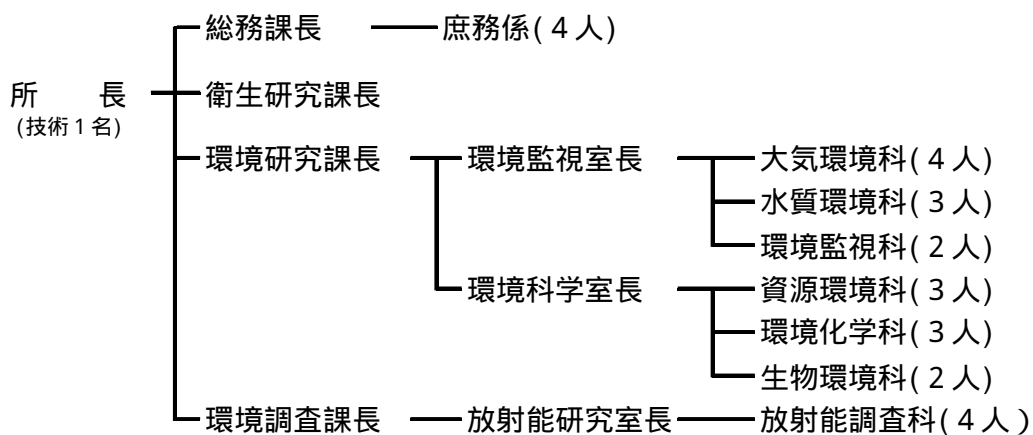 総務課長 庶務係(4人)
所長 衛生研究課長
(技術1名)
環境研究課長 環境監視室長 大気環境科(4人)
水質環境科(3人)
環境監視科(2人)
環境科学室長 資源環境科(3人)
環境化学科(3人)
生物環境科(2人)
環境調査課長 放射能研究室長 放射能調査科(4人)